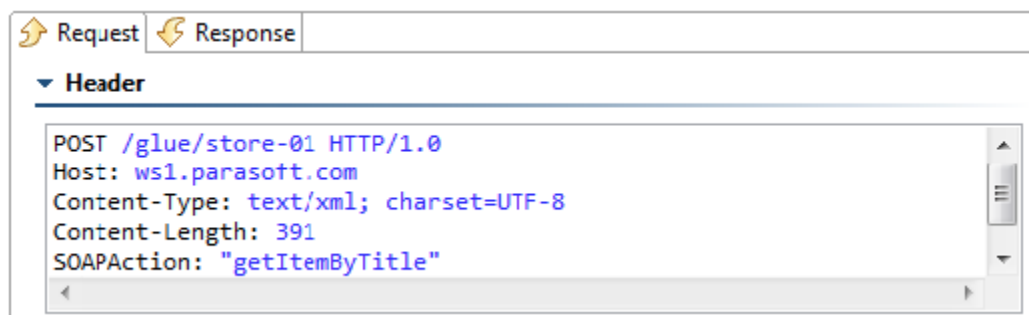 Request Response
Header
POST /glue/store-01 HTTP/1.0
Host: ws1.parasoft.com
Content-Type: text/xml; charset=UTF-8
Content-Length: 391
SOAPAction: "getItemByTitle"